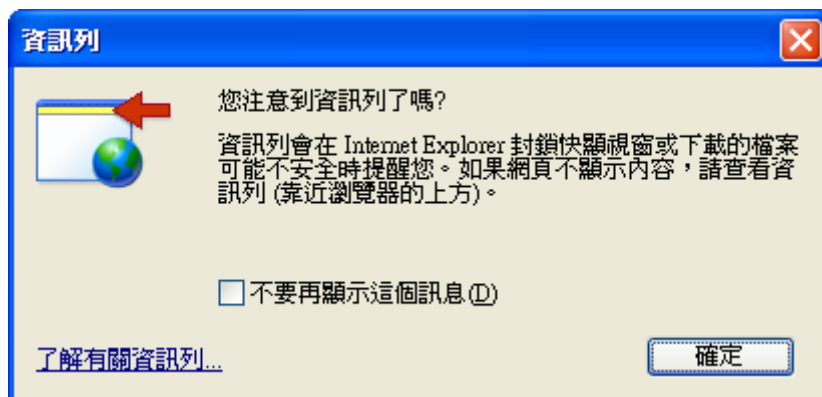 資訊列
您注意到資訊列了嗎?
資訊列會在 Internet Explorer 封鎖快顯視窗或下載的檔案
可能不安全時提醒您。如果網頁不顯示內容，請查看資
訊列 (靠近瀏覽器的上方)。
不要再顯示這個訊息(D)
了解有關資訊列...
確定